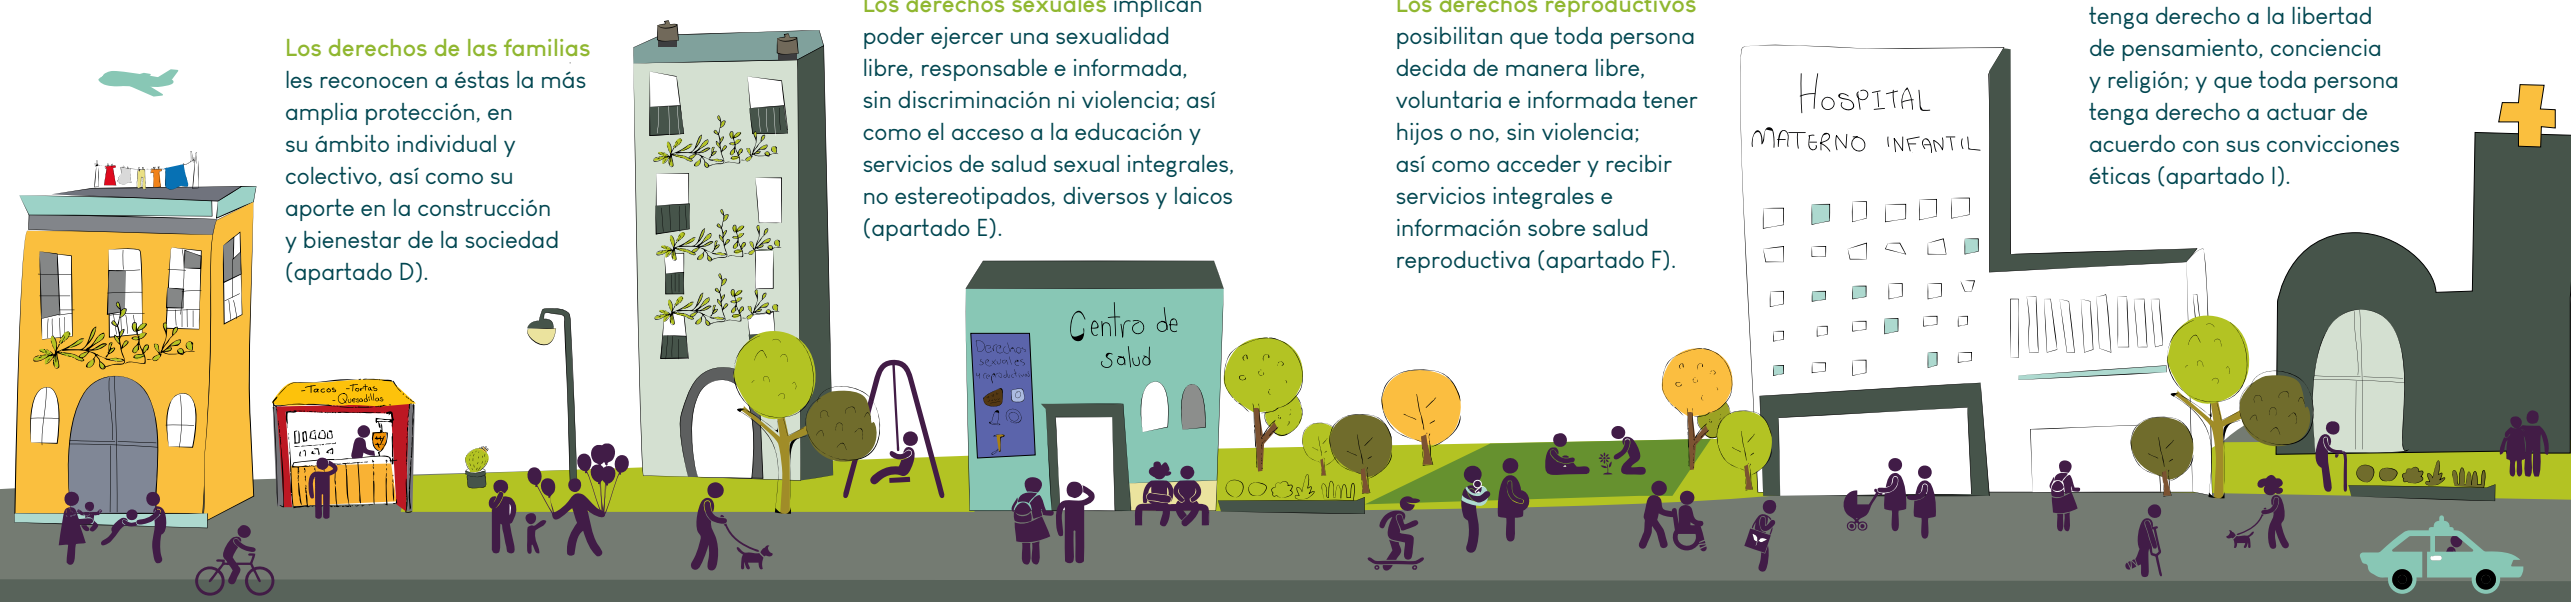 Los derechos de las familias
les reconocen a éstas la más
amplia protección, en
su ámbito individual y
colectivo, así como su
aporte en la construcción
y bienestar de la sociedad
(apartado D).
Los derechos sexuales implican
poder ejercer una sexualidad
libre, responsable e informada,
sin discriminación ni violencia; así
como el acceso a la educación y
servicios de salud sexual integrales,
no estereotipados, diversos y laicos
(apartado E).
Los derechos reproductivos
posibilitan que toda persona
decida de manera libre,
voluntaria e informada tener
hijos o no, sin violencia;
así como acceder y recibir
servicios integrales e
información sobre salud
reproductiva (apartado F).
tenga derecho a la libertad
de pensamiento, conciencia
y religión; y que toda persona
tenga derecho a actuar de
acuerdo con sus convicciones
éticas (apartado I).
-Tacos -Tortas
-Quesadillas
Centro de
salud
Derechos
sexuales
y reproductivos
HOSPITAL
MATERNO INFANTIL